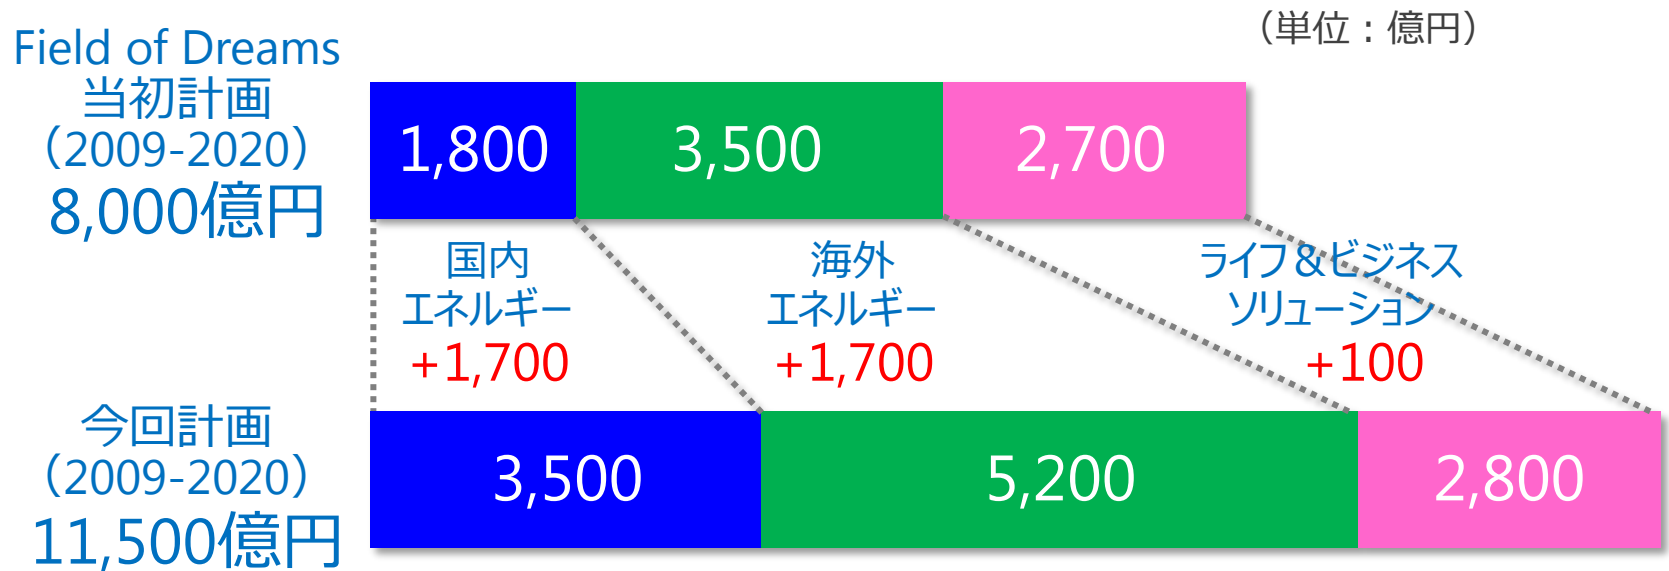 （単位：億円）
Field of Dreams
当初計画
（2009-2020）
8,000億円
1,800
3,500
2,700
国内
エネルギー
+1,700
海外
エネルギー
+1,700
ライフ＆ビジネス
ソリューション
+100
今回計画
（2009-2020）
11,500億円
3,500
5,200
2,800